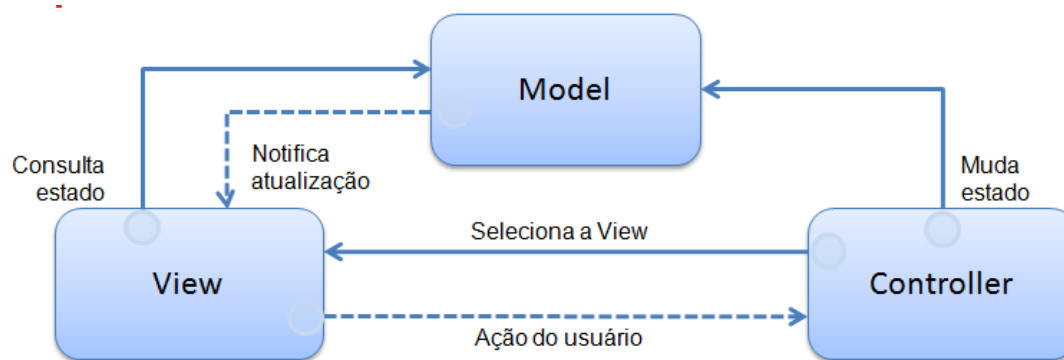 Model
Consulta
estado
Notifica
atualização
Muda
estado
Seleciona a View
View
Controller
Ação do usuário